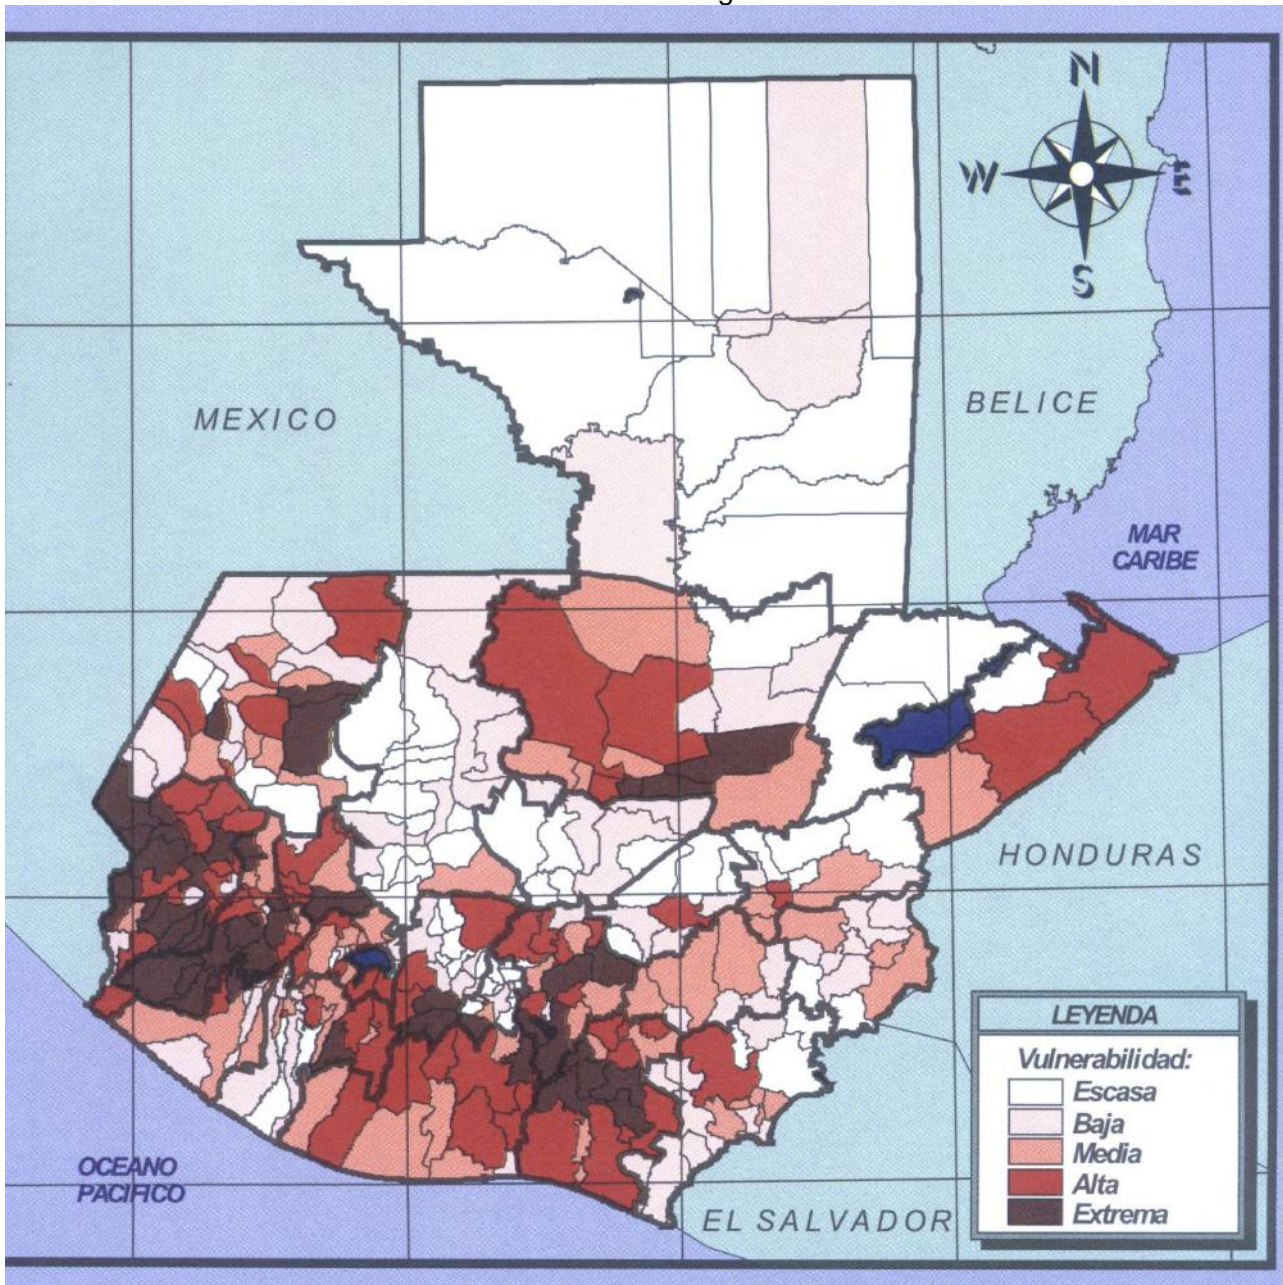 N
W
E
S
MEXICO
BELICE
MAR
CARIBE
HONDURAS
LEYENDA
Vulnerabilidad:
Escasa
Baja
Media
Alta
Extrema
OCEANO
PACIFICO
EL SALVADOR